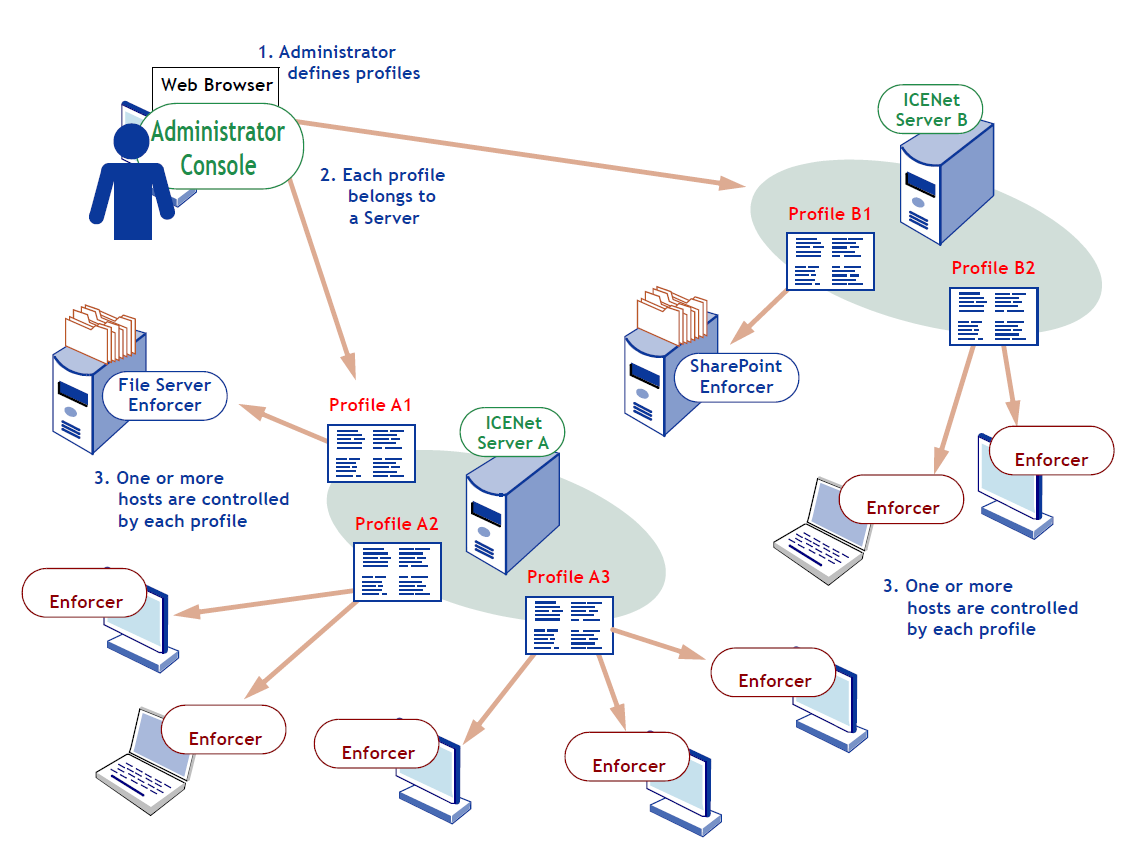 1. Administrator
defines profiles
Web Browser
Administrator
Console
2. Each profile
belongs to
a Server
ICENet
Server B
Profile B1
Profile B2
SharePoint
Enforcer
Enforcer
Enforcer
3. One or more
hosts are controlled
by each profile
File Server
Enforcer
Profile A1
ICENet
Server A
3. One or more
hosts are controlled
by each profile
Profile A2
Profile A3
Enforcer
Enforcer
Enforcer
Enforcer
Enforcer